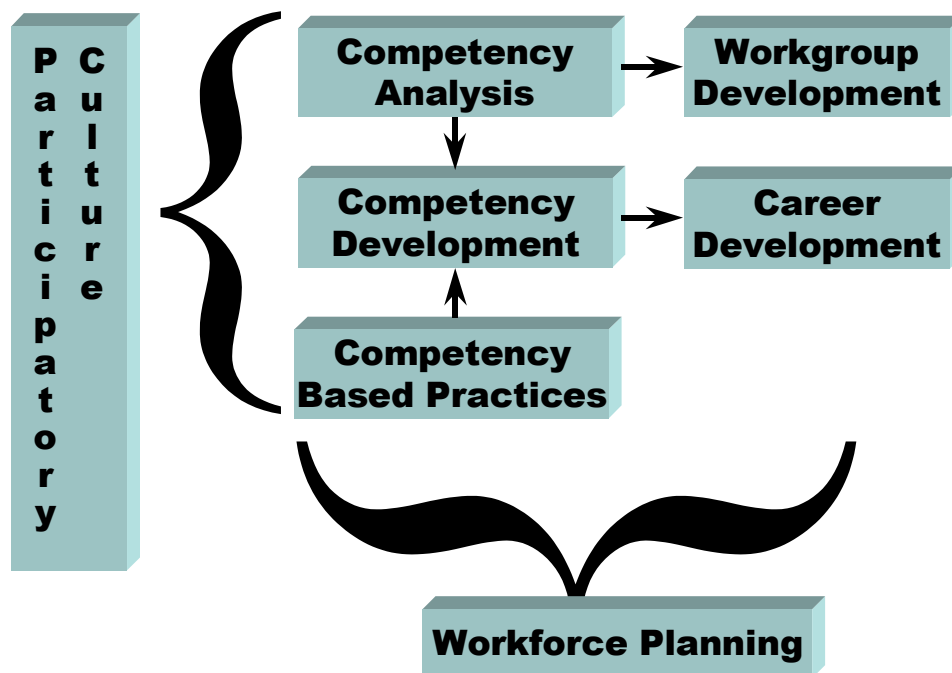 Participatory
Culture
Competency
Analysis
Workgroup
Development
Competency
Development
Career
Development
Competency
Based Practices
Workforce Planning